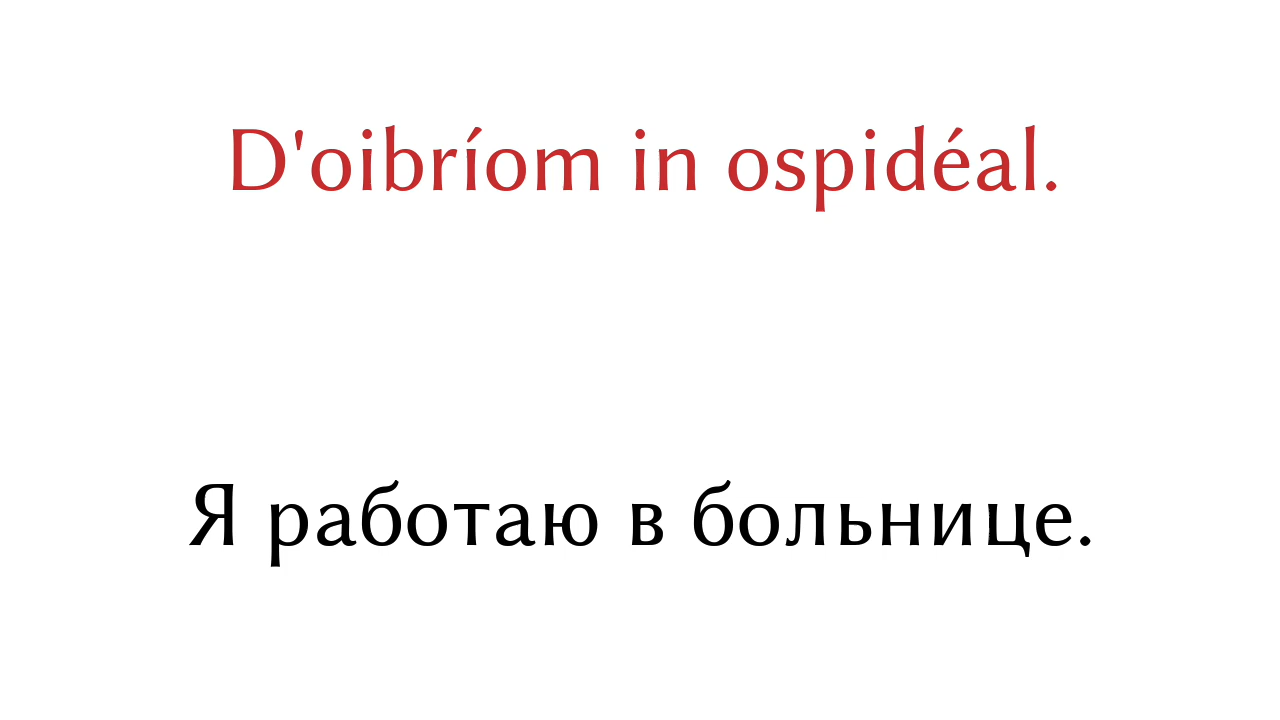 D'oibríom in ospidéal.
Я работаю в больнице.